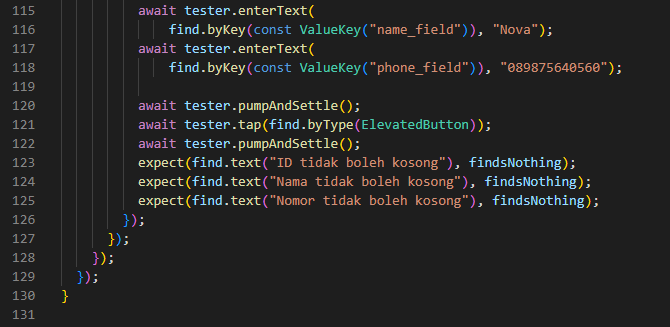 115 await tester.enterText(
116 find.byKey(const ValueKey("name_field")), "Nova");
117 await tester.enterText(
118 find.byKey(const ValueKey("phone_field")), "089875640560");
119
120 await tester.pumpAndSettle();
121 await tester.tap(find.byType(ElevatedButton));
122 await tester.pumpAndSettle();
123 expect(find.text("ID tidak boleh kosong"), findsNothing);
124 expect(find.text("Nama tidak boleh kosong"), findsNothing);
125 expect(find.text("Nomor tidak boleh kosong"), findsNothing);
126 });
127 });
128 });
129 });
130 }
131